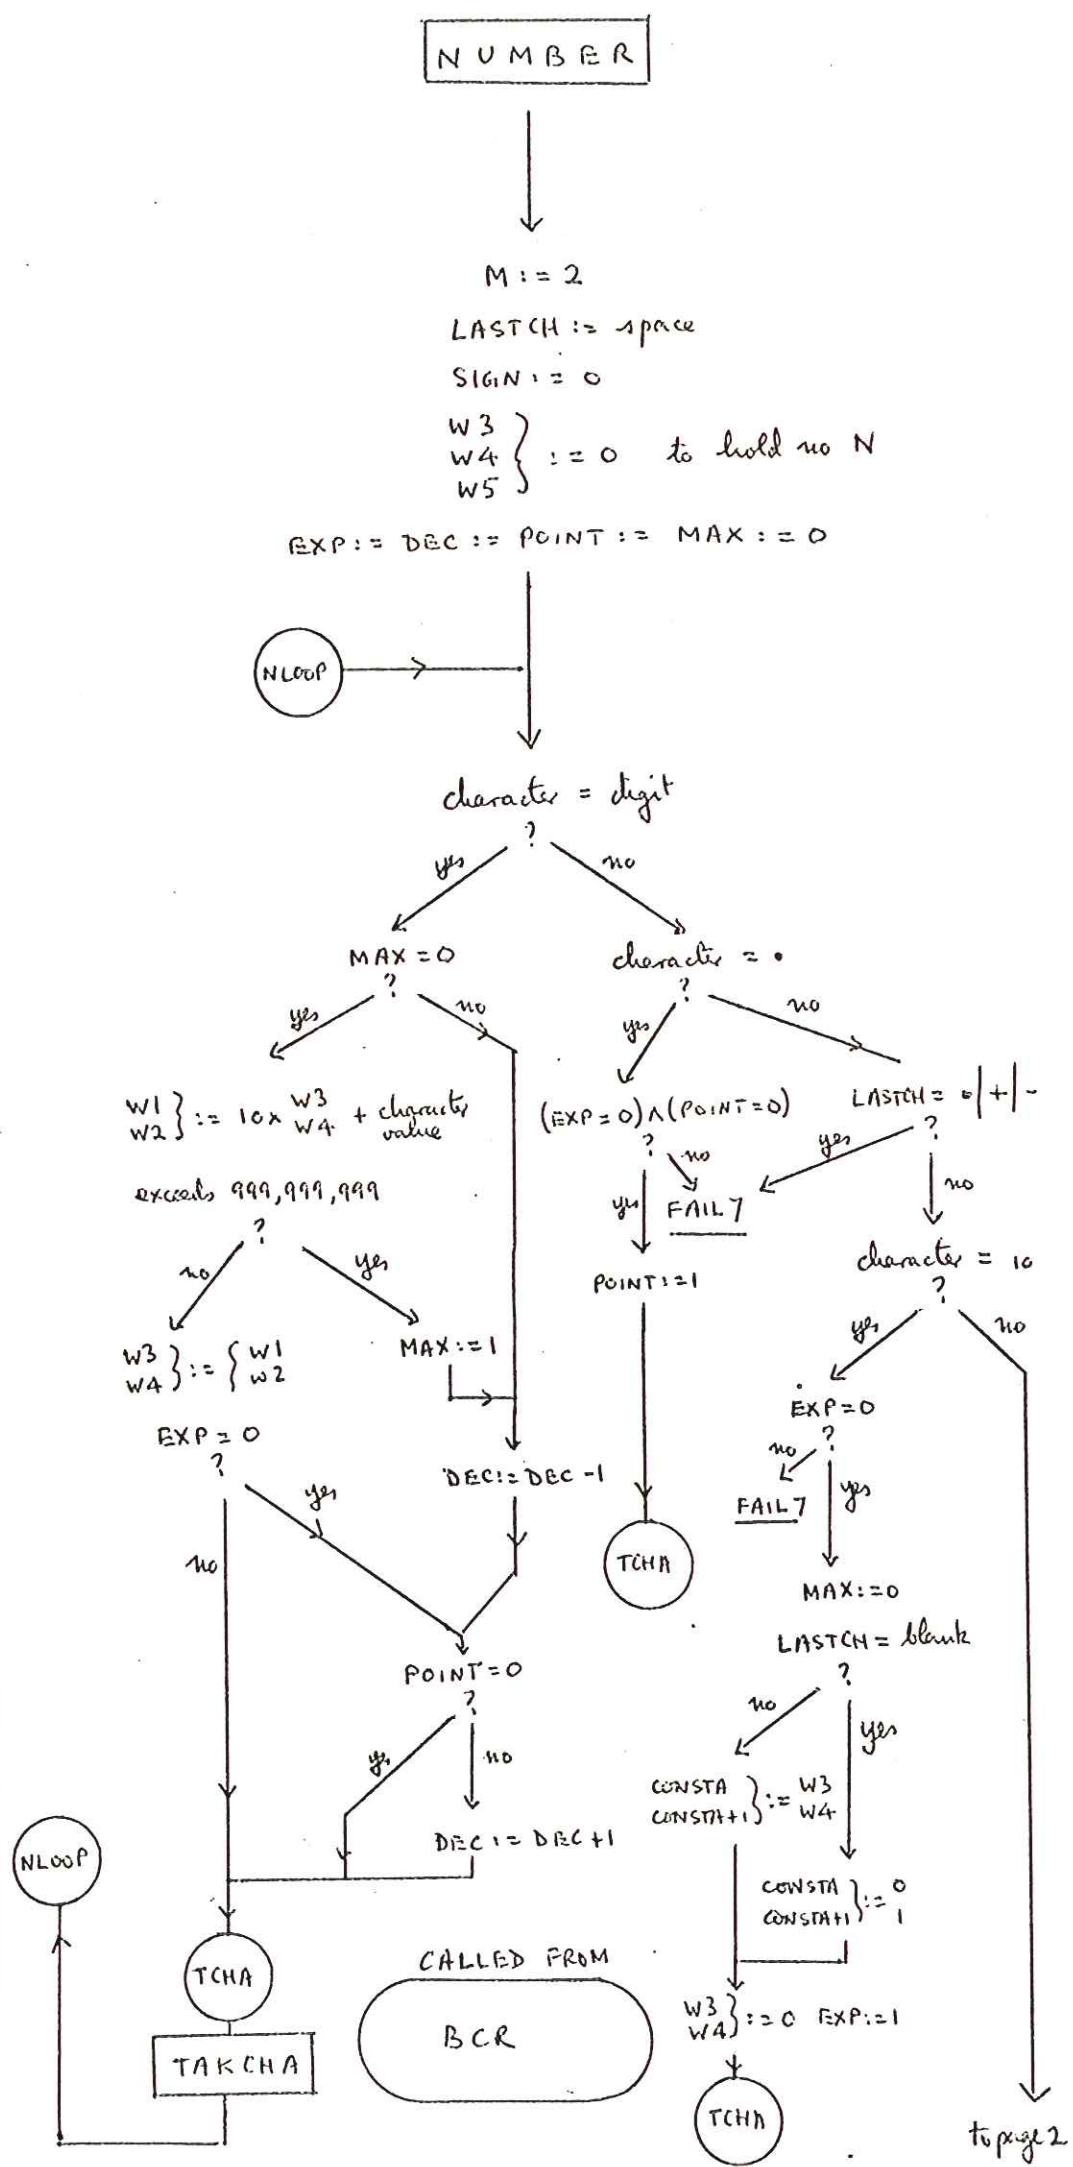 NUMBER
M := 2
LASTCH := space
SIGN := 0
W3
W4 } := 0 to hold no N
W5
EXP := DEC := POINT := MAX := 0
NLOOP
character = digit
?
yes
no
MAX = 0
?
yes
no
W1 } := 10 x W3 + character
W2 W4 value
exceeds 999,999,999
?
no
yes
W3 } := { W1
W4 W2
MAX := 1
EXP = 0
?
yes
no
DEC := DEC - 1
POINT = 0
?
yes
no
DEC := DEC + 1
NLOOP
TCHA
TAKCHA
character = .
?
yes
no
(EXP = 0) ∧ (POINT = 0)
?
yes
no
FAIL 7
POINT := 1
TCHA
LASTCH = .|+|-
?
yes
no
character = 10
?
yes
no
EXP = 0
?
no
yes
FAIL 7
MAX := 0
LASTCH = blank
?
no
yes
CONSTA } := W3
CONSTA+1 W4
CONSTA } := 0
CONSTA+1 1
W3 } := 0 EXP := 1
W4
TCHA
to page 2
CALLED FROM
BCR